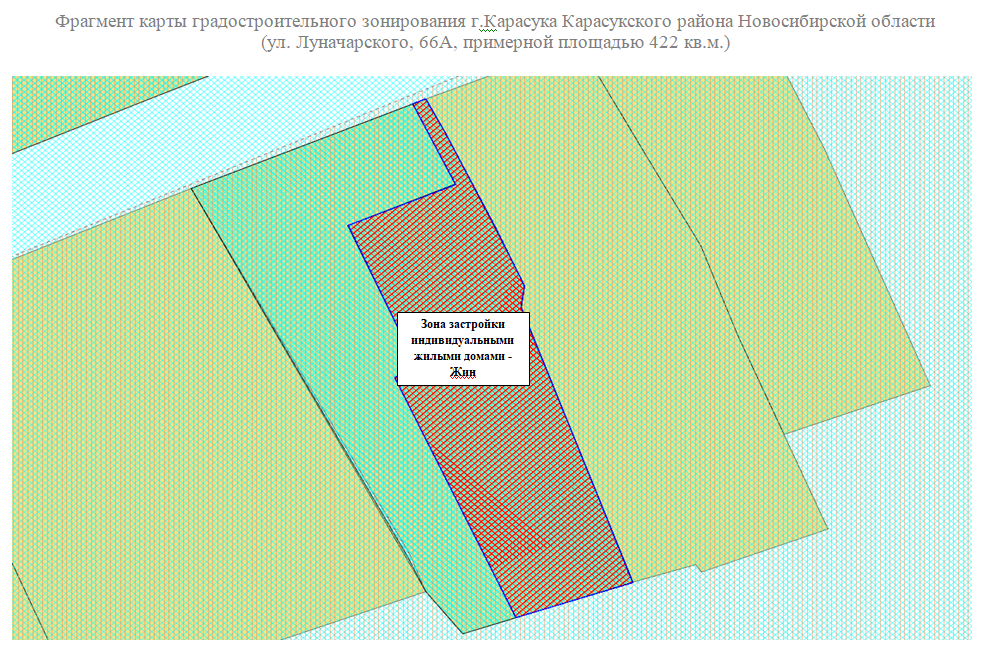 Фрагмент карты градостроительного зонирования г.Карасука Карасукского района Новосибирской области
(ул. Луначарского, 66А, примерной площадью 422 кв.м.)
Зона застройки
индивидуальными
жилыми домами -
Жин